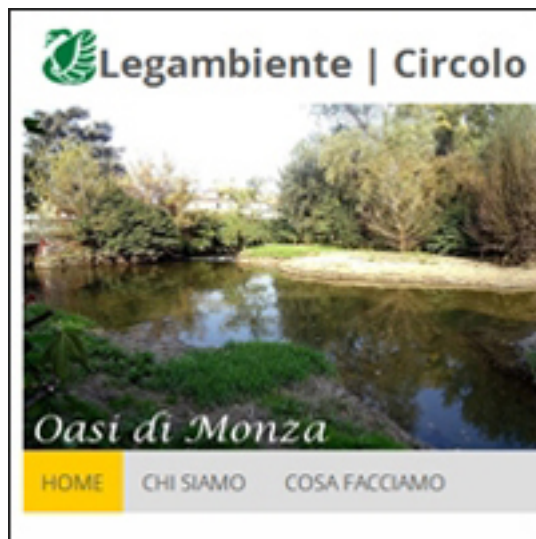 Legambiente | Circolo
Oasi di Monza
HOME CHI SIAMO COSA FACCIAMO